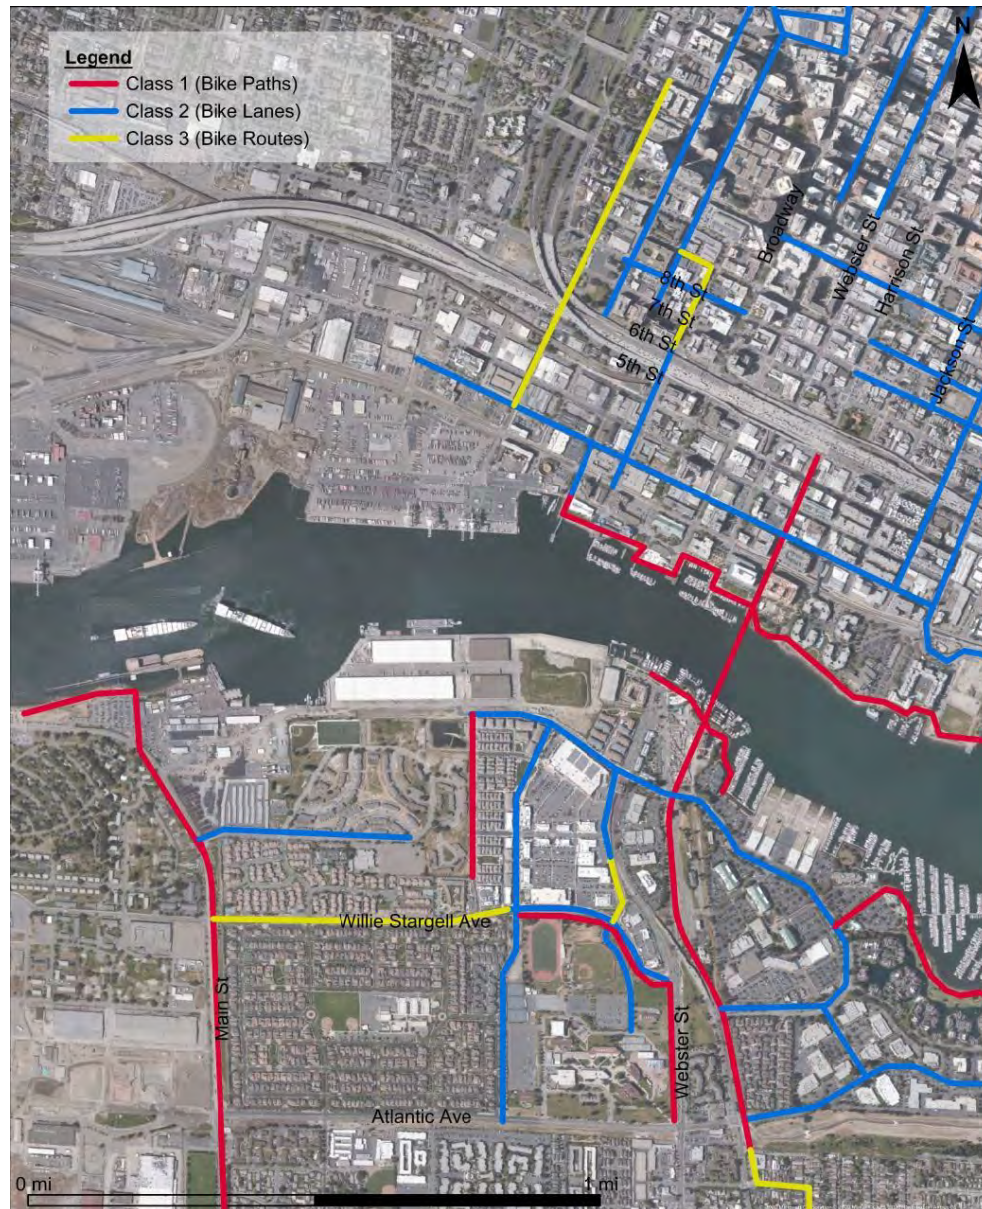 Legend
Class 1 (Bike Paths)
Class 2 (Bike Lanes)
Class 3 (Bike Routes)
N
Broadway
Webster St
Harrison St
Jackson St
8th St
7th St
6th St
5th St
Willie Stargell Ave
Main St
Webster St
Atlantic Ave
0 mi
1 mi